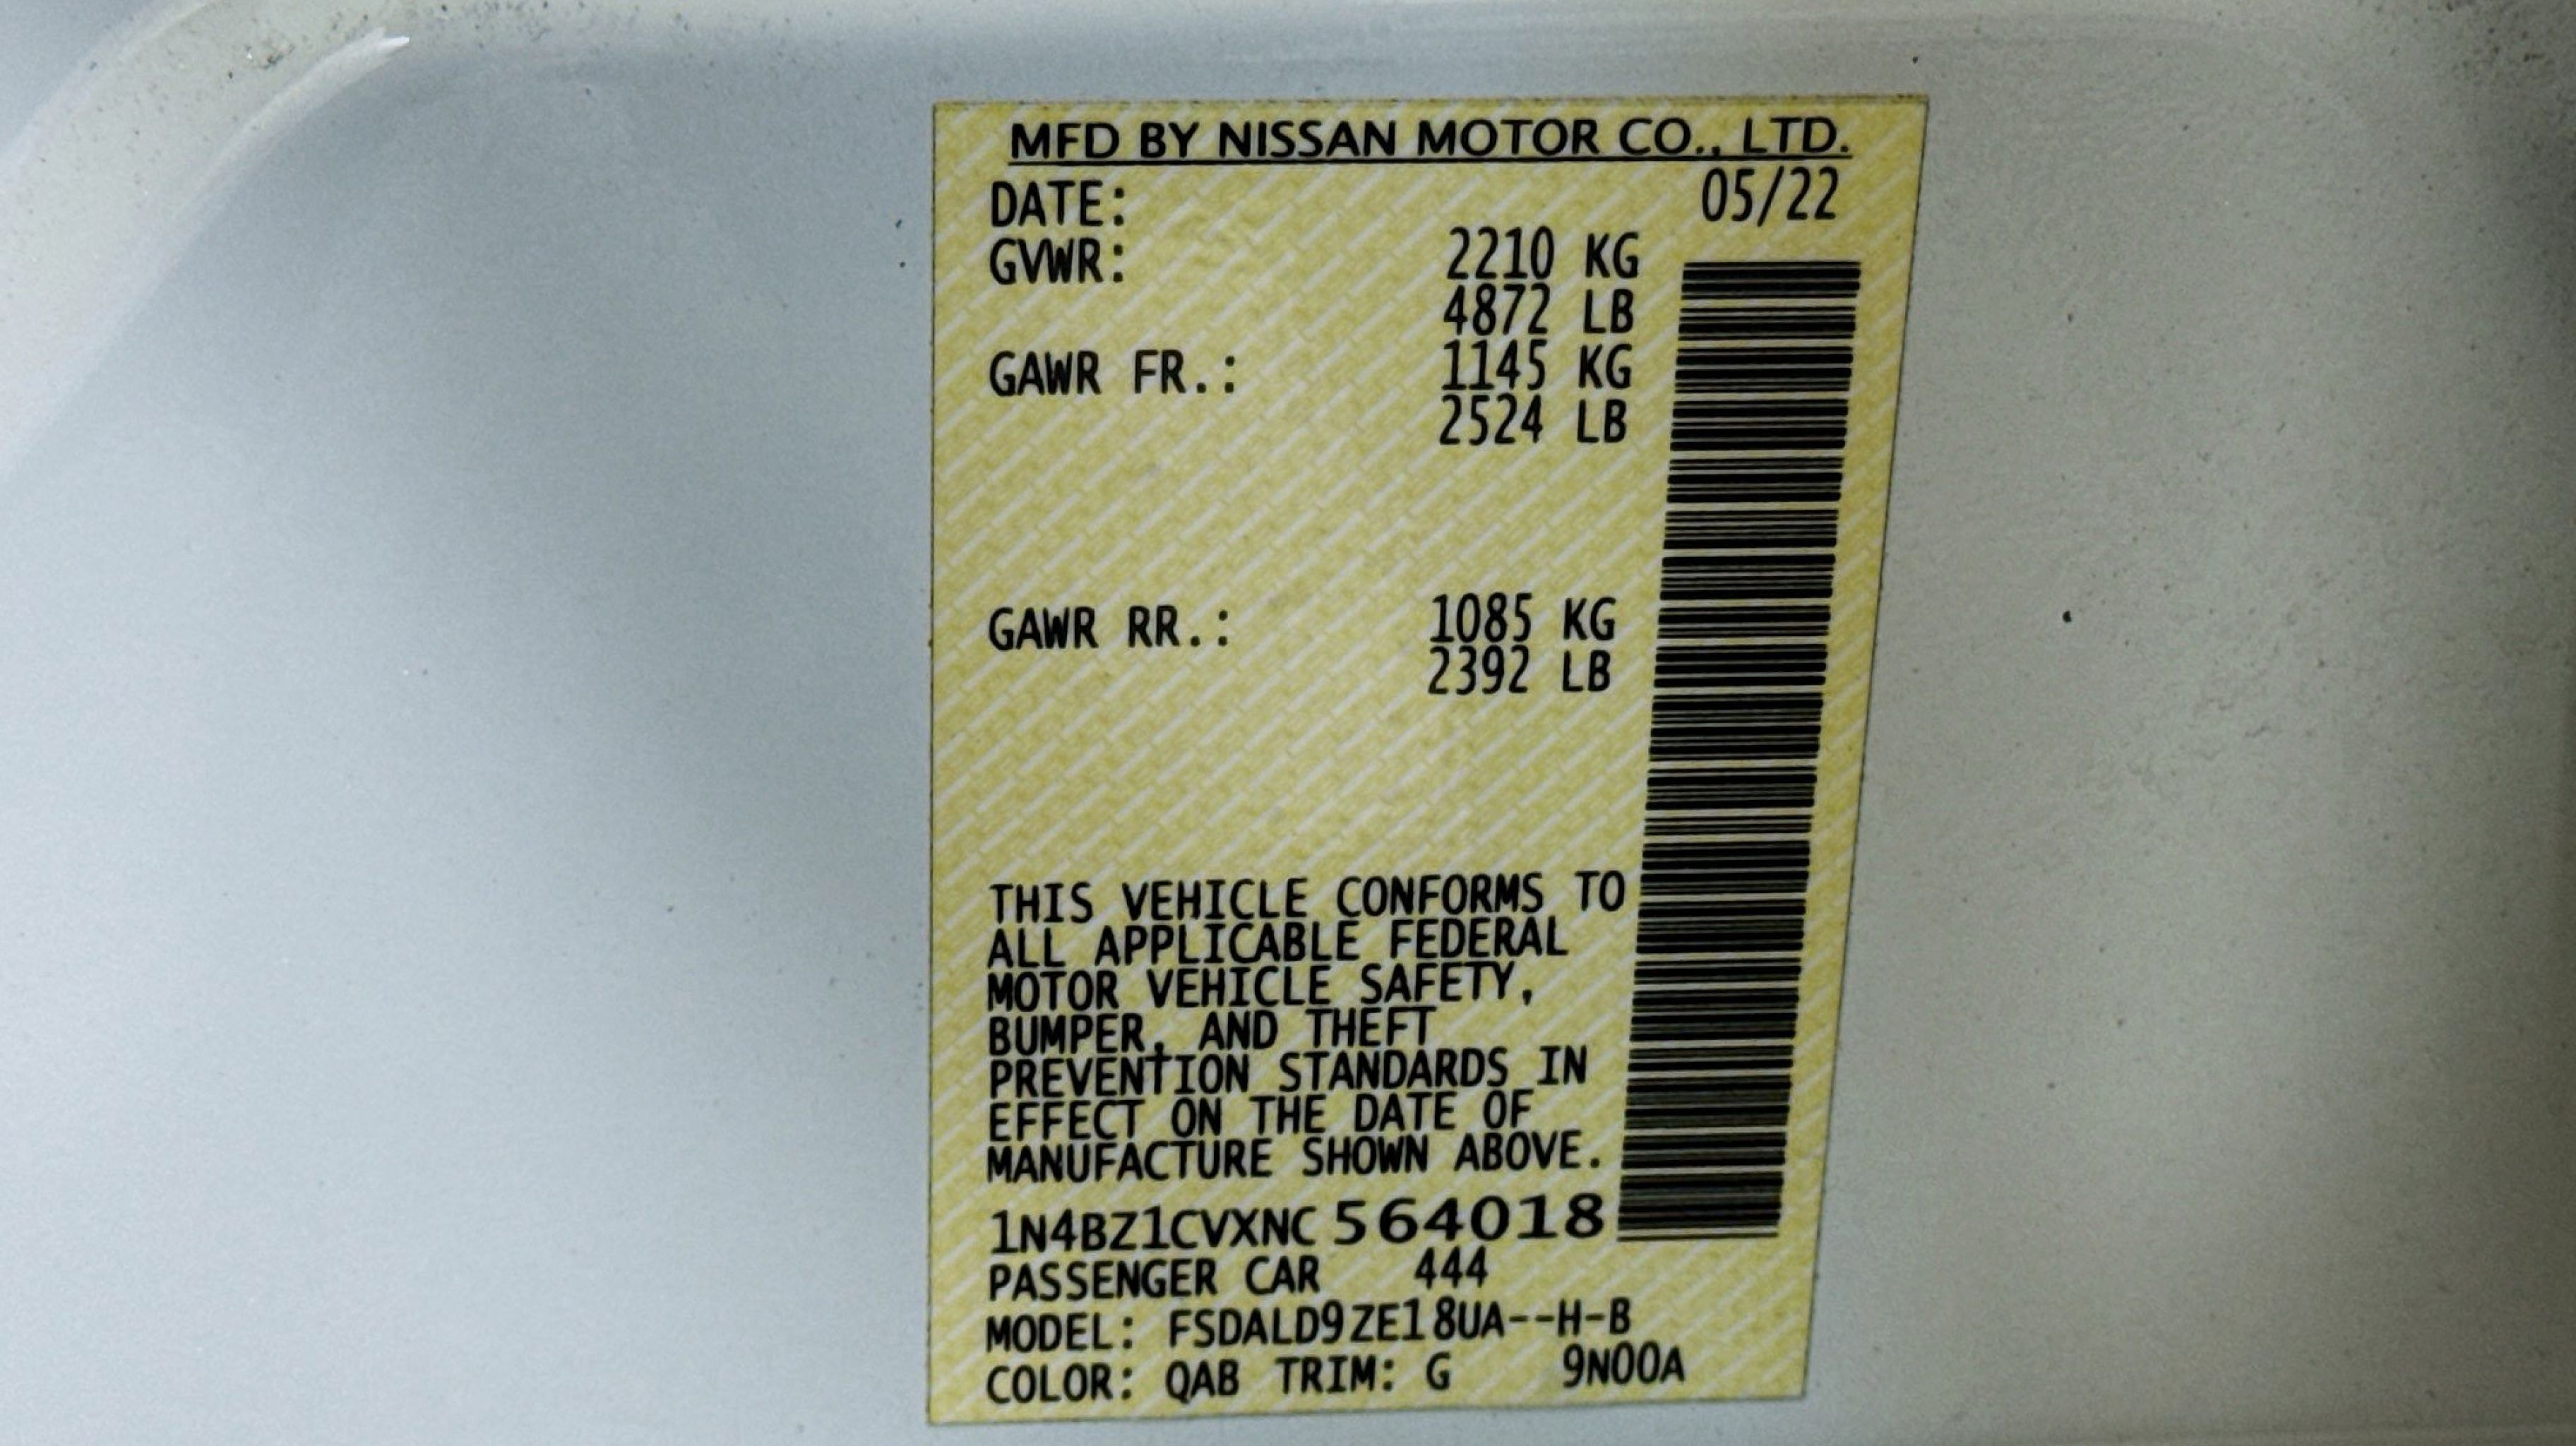 MFD BY NISSAN MOTOR CO., LTD.
DATE: 05/22
GVWR: 2210 KG
4872 LB
GAWR FR.: 1145 KG
2524 LB
GAWR RR.: 1085 KG
2392 LB
THIS VEHICLE CONFORMS TO
ALL APPLICABLE FEDERAL
MOTOR VEHICLE SAFETY,
BUMPER, AND THEFT
PREVENTION STANDARDS IN
EFFECT ON THE DATE OF
MANUFACTURE SHOWN ABOVE.
1N4BZ1CVXNC564018
PASSENGER CAR 444
MODEL: FSDALD9ZE18UA--H-B
COLOR: QAB TRIM: G 9N00A